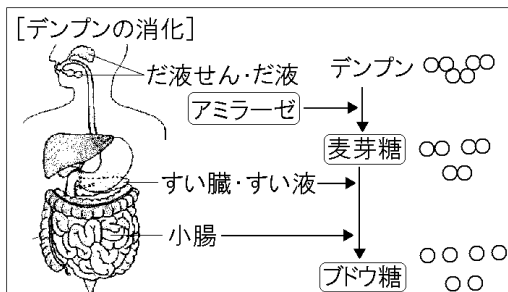 [デンプンの消化]
だ液せん・だ液
デンプン
アミラーゼ
麦芽糖
すい臓・すい液
小腸
ブドウ糖